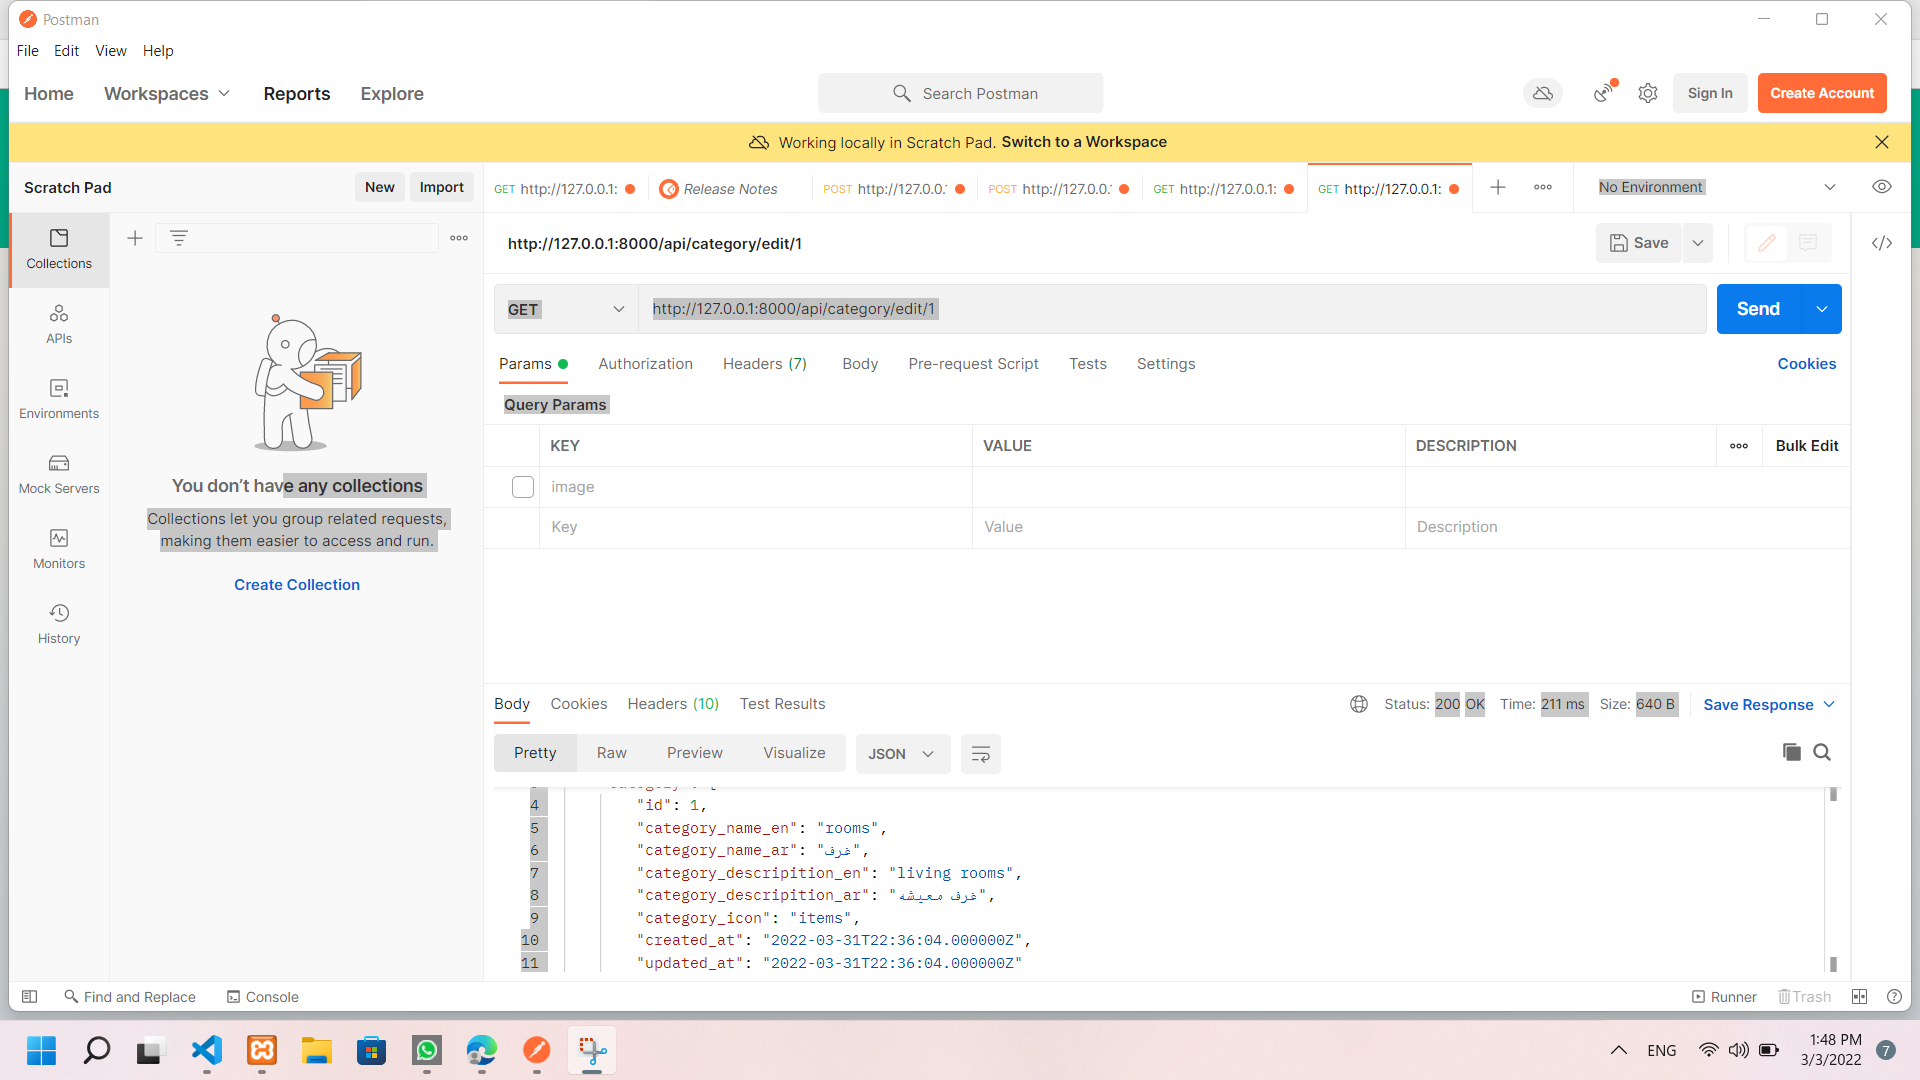 Postman
File Edit View Help
Home Workspaces Reports Explore
Search Postman
Sign In
Create Account
Working locally in Scratch Pad. Switch to a Workspace
Scratch Pad
New
Import
GET http://127.0.0.1:
Release Notes
POST http://127.0.0.
POST http://127.0.0.
GET http://127.0.0.1:
GET http://127.0.0.1:
No Environment
Collections
APIs
Environments
Mock Servers
Monitors
History
You don't have any collections
Collections let you group related requests,
making them easier to access and run.
Create Collection
http://127.0.0.1:8000/api/category/edit/1
Save
GET
http://127.0.0.1:8000/api/category/edit/1
Send
Params Authorization Headers (7) Body Pre-request Script Tests Settings
Cookies
Query Params
KEY VALUE DESCRIPTION
Bulk Edit
image
Key Value Description
Body Cookies Headers (10) Test Results
Status: 200 OK Time: 211 ms Size: 640 B
Save Response
Pretty Raw Preview Visualize
JSON
4 "id": 1,
5 "category_name_en": "rooms",
6 "category_name_ar": "غرف",
7 "category_descripition_en": "living rooms",
8 "category_descripition_ar": "غرف معيشه",
9 "category_icon": "items",
10 "created_at": "2022-03-31T22:36:04.000000Z",
11 "updated_at": "2022-03-31T22:36:04.000000Z"
Find and Replace
Console
Runner
Trash
ENG
1:48 PM
3/3/2022
7